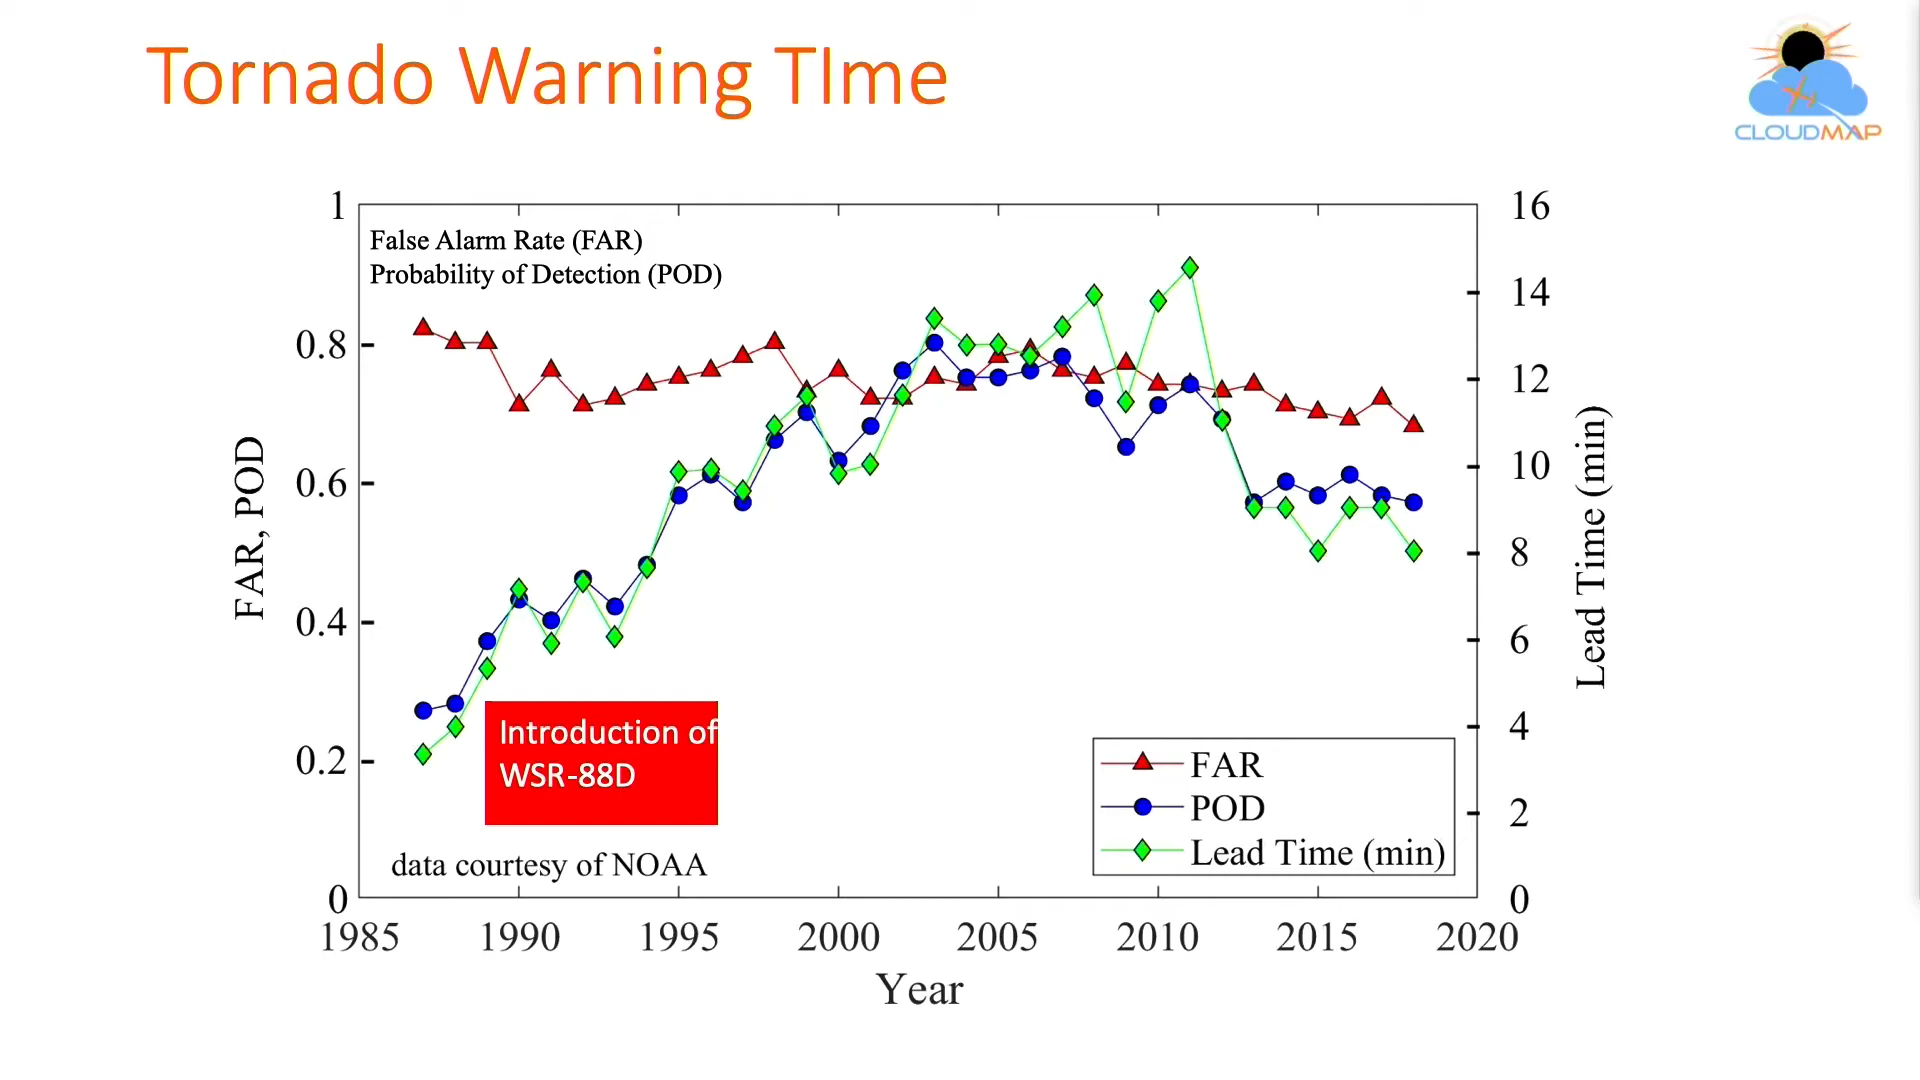 Tornado Warning TIme
CLOUDMAP
False Alarm Rate (FAR)
Probability of Detection (POD)
1
0.8
0.6
0.4
0.2
0
FAR, POD
16
14
12
10
8
6
4
2
0
Lead Time (min)
Introduction of
WSR-88D
data courtesy of NOAA
FAR
POD
Lead Time (min)
1985 1990 1995 2000 2005 2010 2015 2020
Year